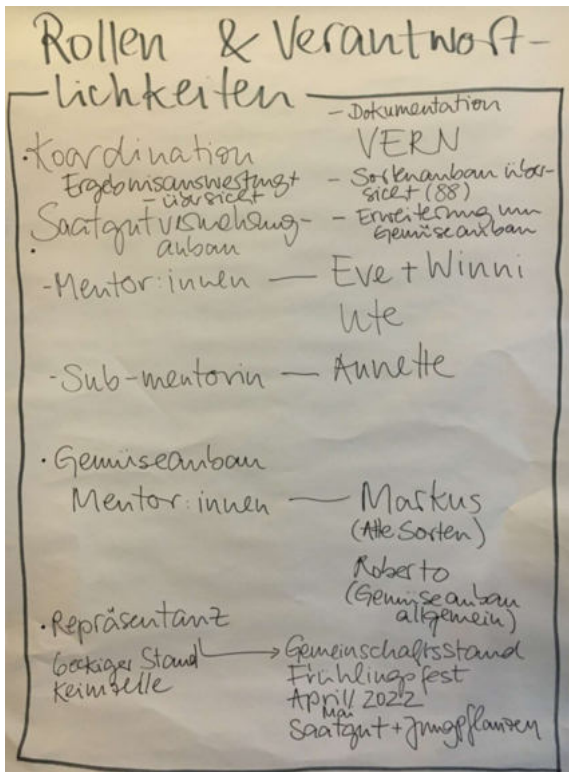 Rollen & Verantwort-
lichkeiten
- Dokumentation
· Koordination VERN
Ergebnisauswertung + - Sortenanbau über-
- übersicht sicht (88)
Saatgutvermehrung- - Erweiterung um
· anbau Gemüseanbau
- Mentor:innen — Eve + Winni
Ute
- Sub-mentorin — Annette
· Gemüseanbau
Mentor:innen — Markus
(Alte Sorten)
Roberto
(Gemüseanbau
allgemein)
· Repräsentanz
6eckiger Stand → Gemeinschaftsstand
Keimzelle Frühlingsfest
April/Mai 2022
Saatgut + Jungpflanzen